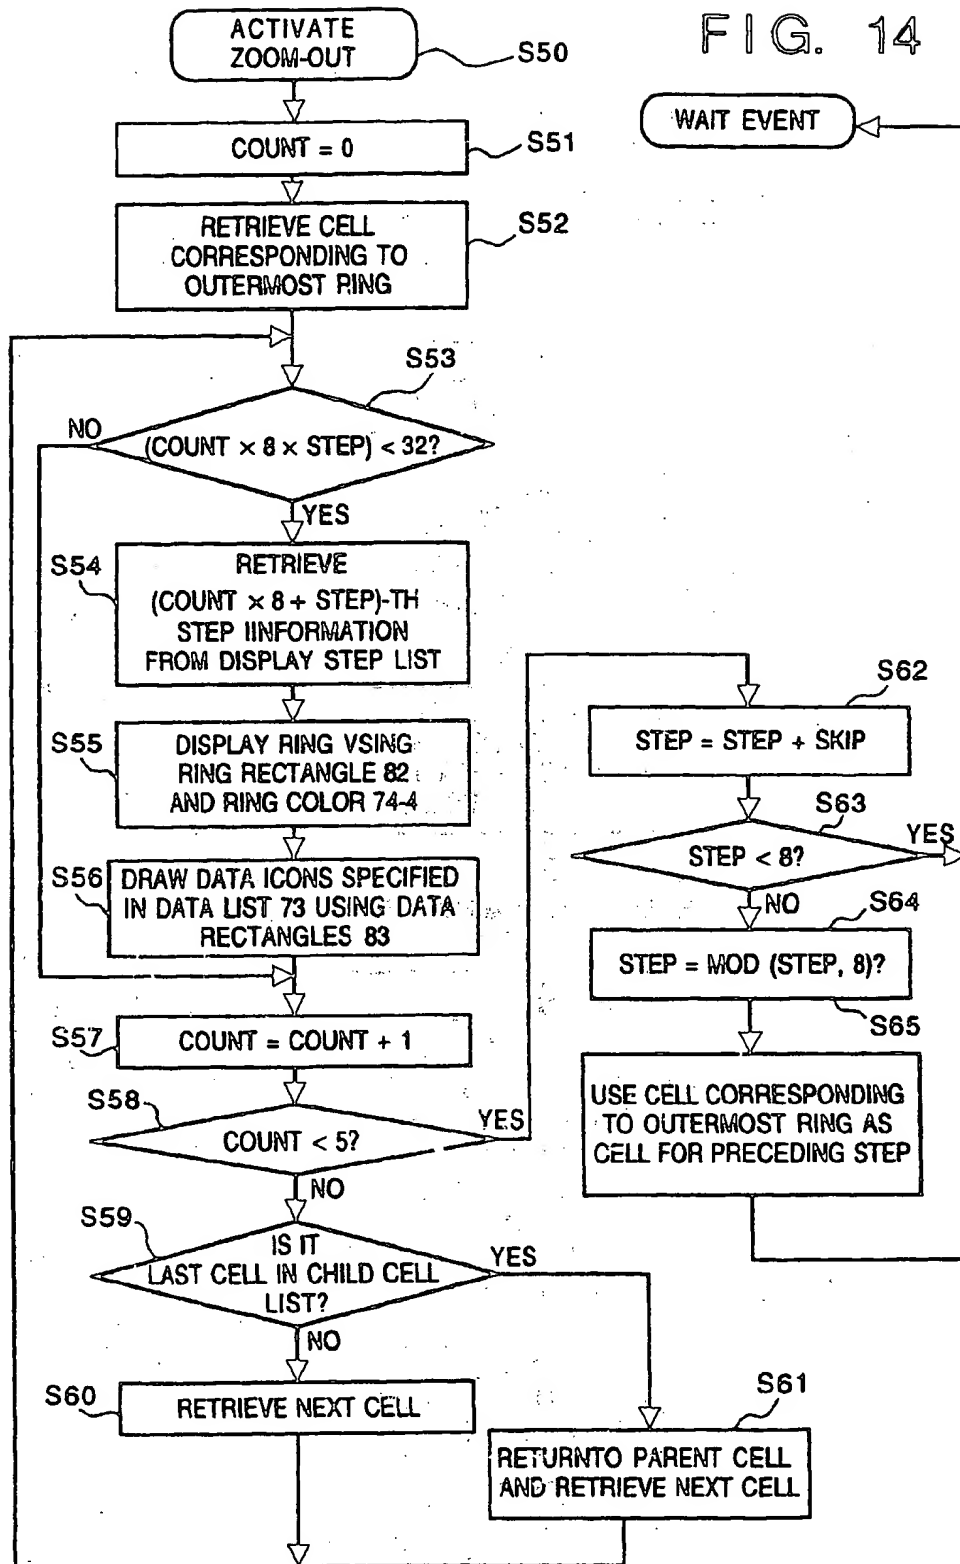 FIG. 14
ACTIVATE
ZOOM-OUT
S50
WAIT EVENT
COUNT = 0
S51
RETRIEVE CELL
CORRESPONDING TO
OUTERMOST RING
S52
S53
NO
(COUNT × 8 × STEP) < 32?
YES
S54
RETRIEVE
(COUNT × 8 + STEP)-TH
STEP IINFORMATION
FROM DISPLAY STEP LIST
S55
DISPLAY RING VSING
RING RECTANGLE 82
AND RING COLOR 74-4
S56
DRAW DATA ICONS SPECIFIED
IN DATA LIST 73 USING DATA
RECTANGLES 83
S57
COUNT = COUNT + 1
S58
COUNT < 5?
YES
NO
S59
IS IT
LAST CELL IN CHILD CELL
LIST?
YES
NO
S60
RETRIEVE NEXT CELL
S61
RETURNTO PARENT CELL
AND RETRIEVE NEXT CELL
S62
STEP = STEP + SKIP
S63
STEP < 8?
YES
NO
S64
STEP = MOD (STEP, 8)?
S65
USE CELL CORRESPONDING
TO OUTERMOST RING AS
CELL FOR PRECEDING STEP